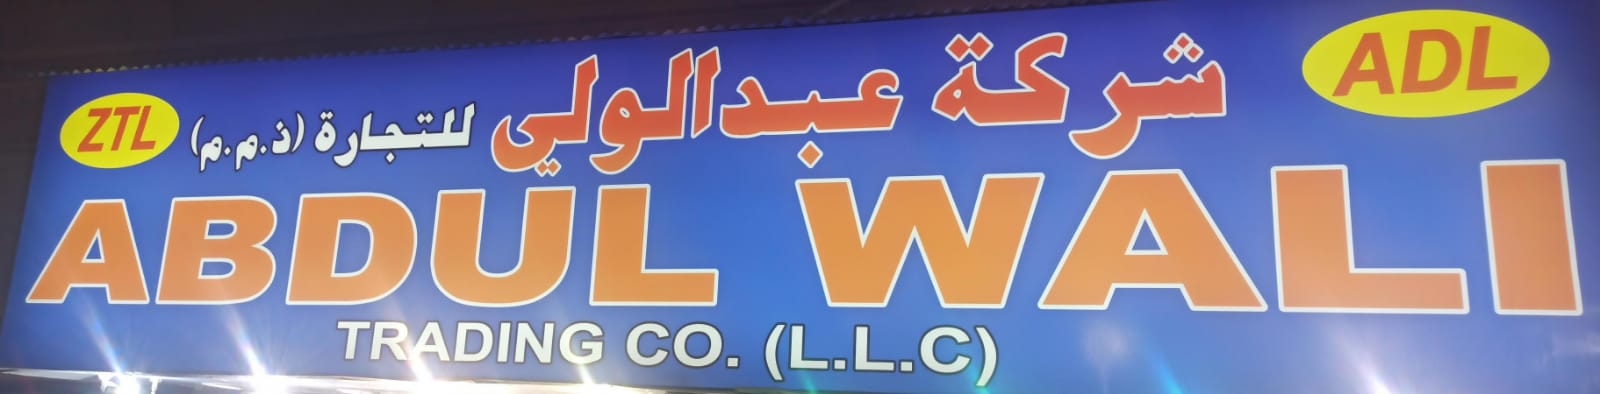 شركة عبدالولي للتجارة (ذ.م.م)
ADL
ZTL
ABDUL WALI
TRADING CO. (L.L.C)